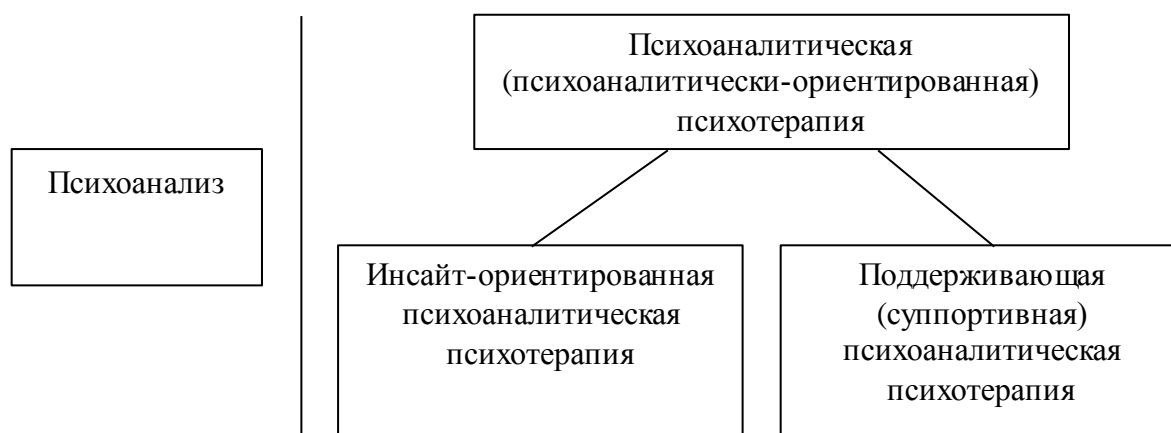 Психоаналитическая
(психоаналитически-ориентированная)
психотерапия
Психоанализ
Инсайт-ориентированная
психоаналитическая
психотерапия
Поддерживающая
(суппортивная)
психоаналитическая
психотерапия